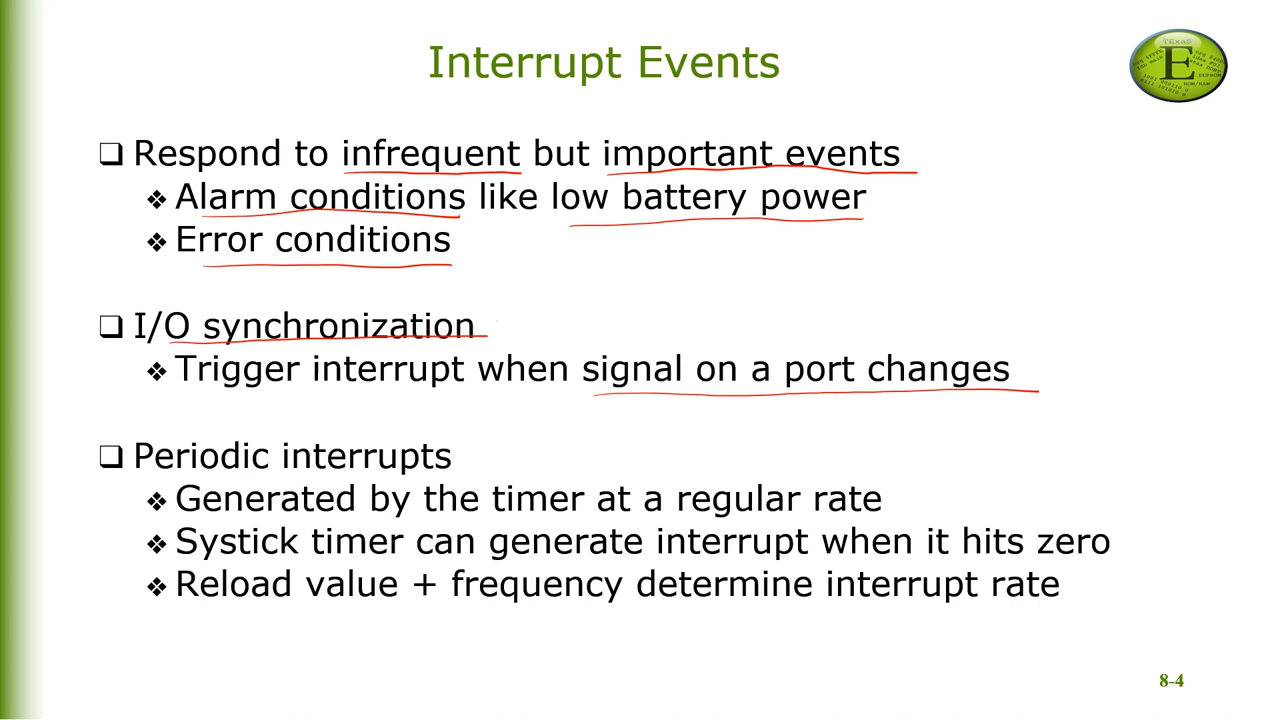 Interrupt Events
TExaS
E
❑ Respond to infrequent but important events
❖ Alarm conditions like low battery power
❖ Error conditions
❑ I/O synchronization
❖ Trigger interrupt when signal on a port changes
❑ Periodic interrupts
❖ Generated by the timer at a regular rate
❖ Systick timer can generate interrupt when it hits zero
❖ Reload value + frequency determine interrupt rate
8-4